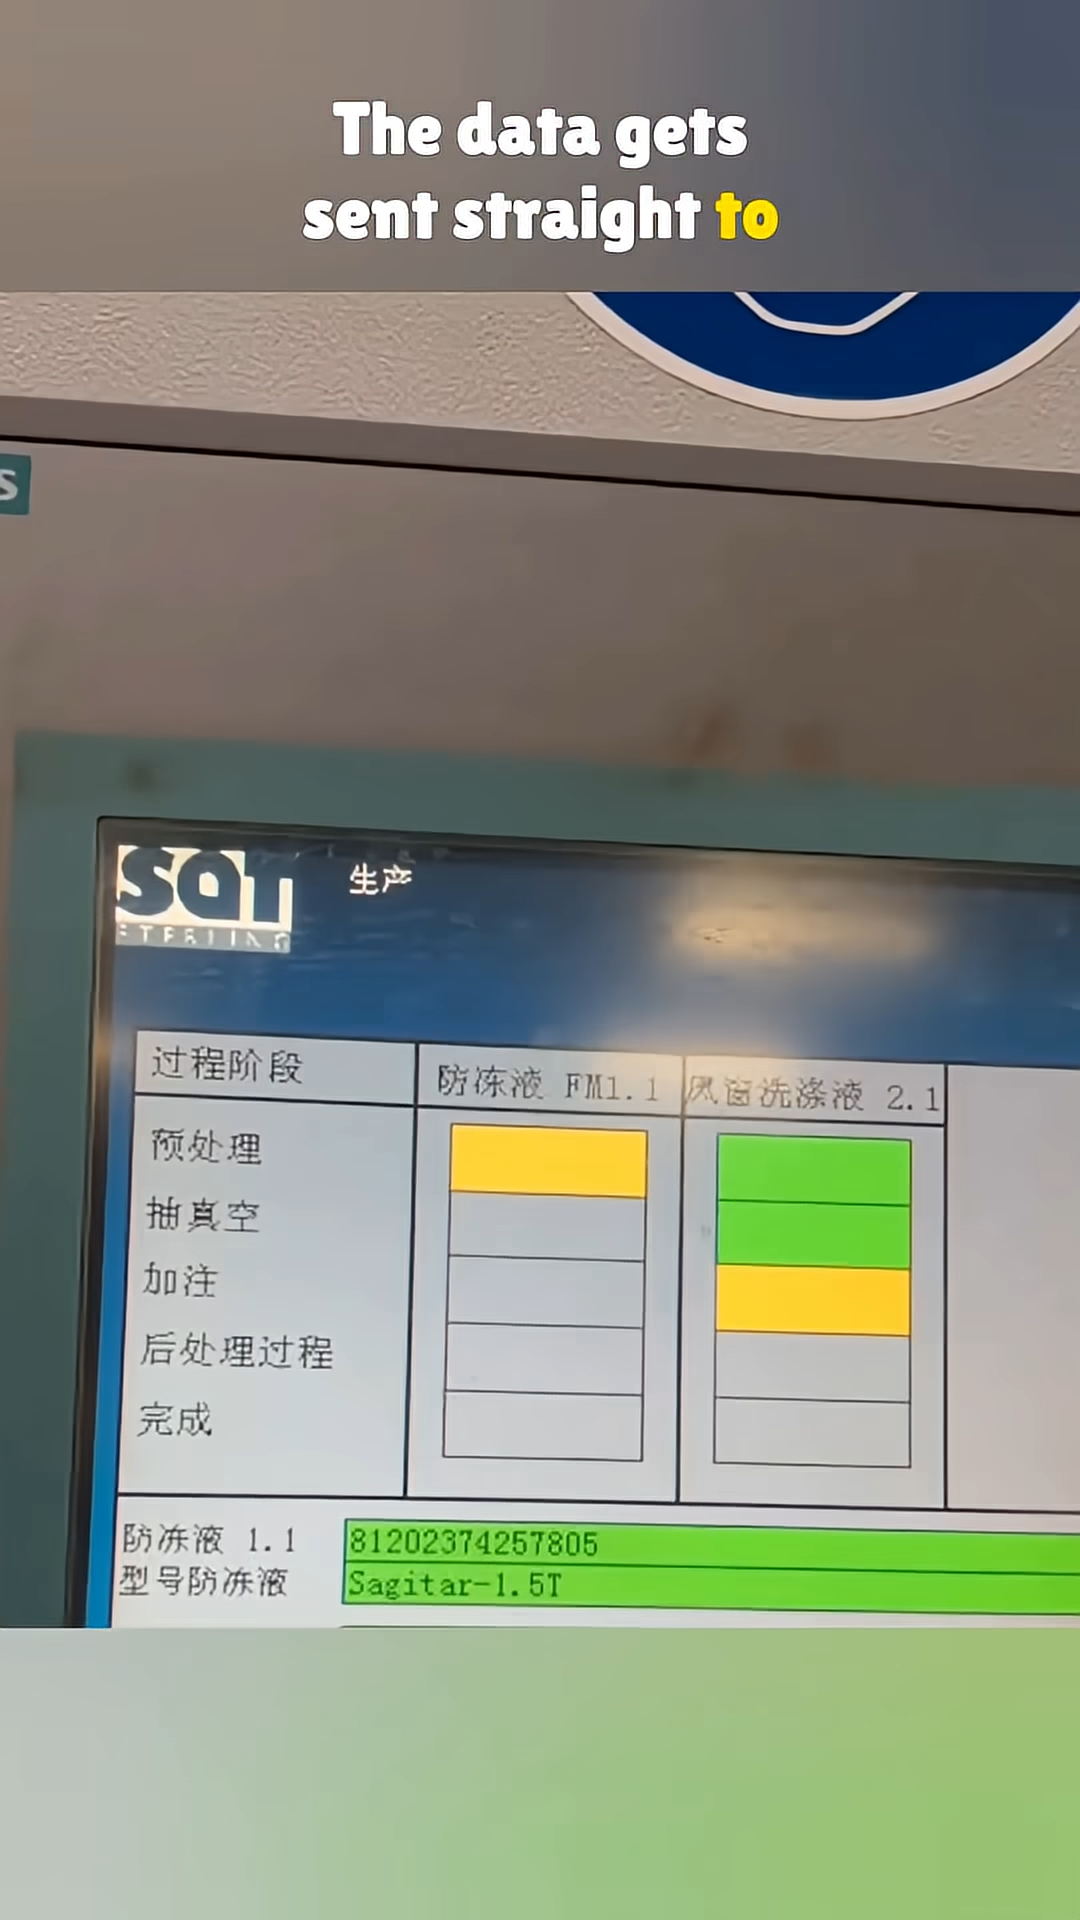 The data gets
sent straight to
S
SAT
STERLING
生产
过程阶段
防冻液 FM1.1
风窗洗涤液 2.1
预处理
抽真空
加注
后处理过程
完成
防冻液 1.1
81202374257805
型号防冻液
Sagitar-1.5T